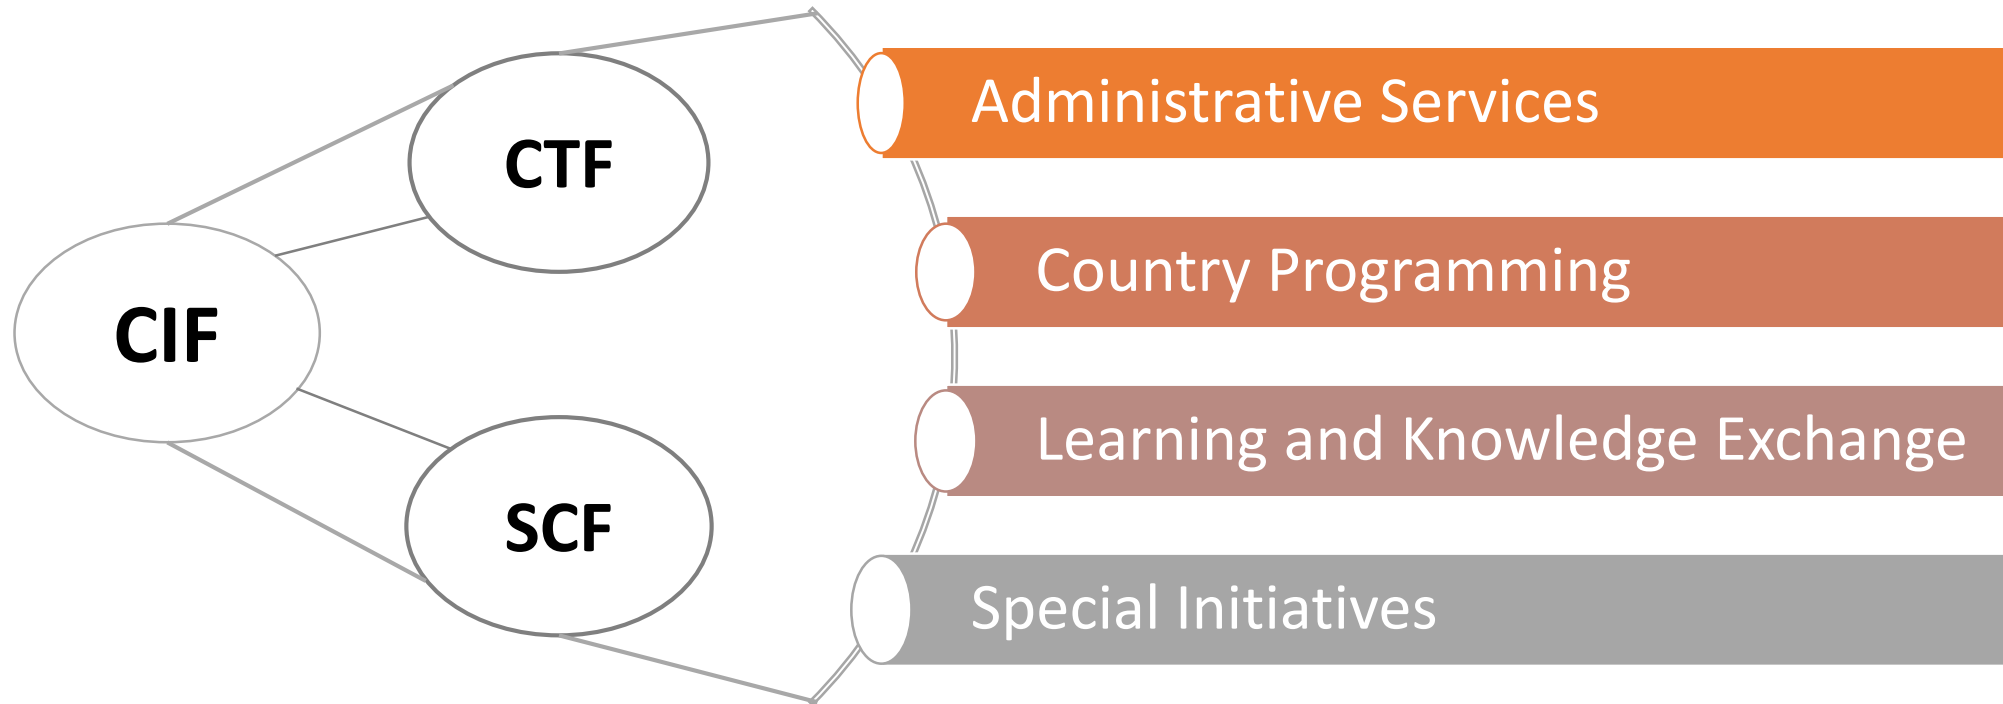 CIF
CTF
SCF
Administrative Services
Country Programming
Learning and Knowledge Exchange
Special Initiatives